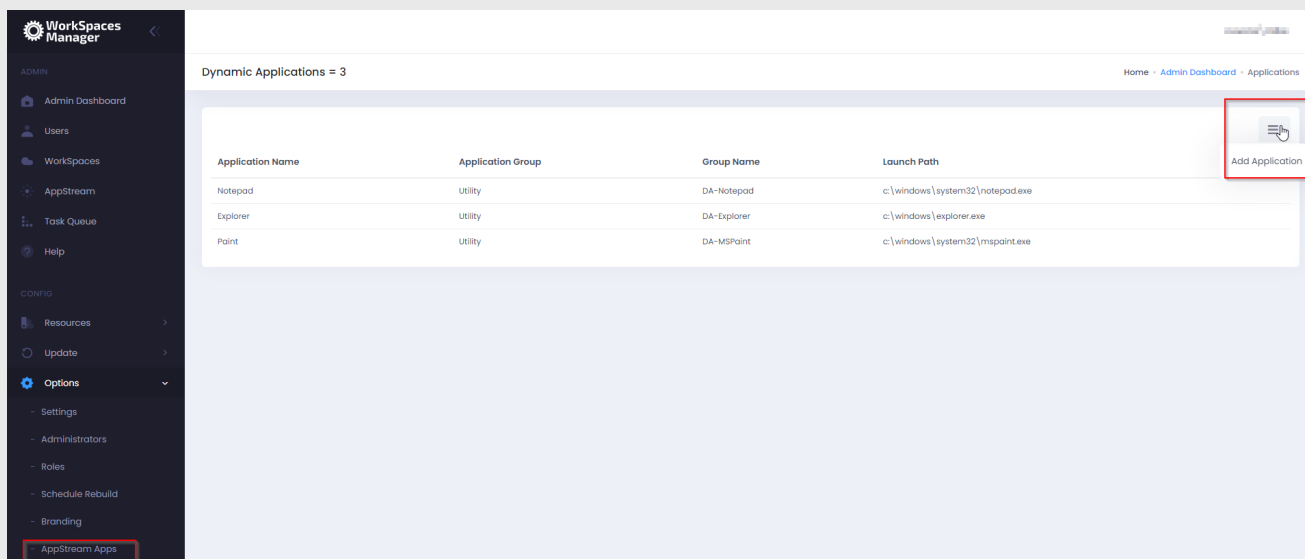 WorkSpaces
Manager
ADMIN
Admin Dashboard
Users
WorkSpaces
AppStream
Task Queue
Help
CONFIG
Resources
Update
Options
- Settings
- Administrators
- Roles
- Schedule Rebuild
- Branding
- AppStream Apps
Dynamic Applications = 3
Home - Admin Dashboard - Applications
Add Application
Application Name Application Group Group Name Launch Path
Notepad Utility DA-Notepad c:\windows\system32\notepad.exe
Explorer Utility DA-Explorer c:\windows\explorer.exe
Paint Utility DA-MSPaint c:\windows\system32\mspaint.exe